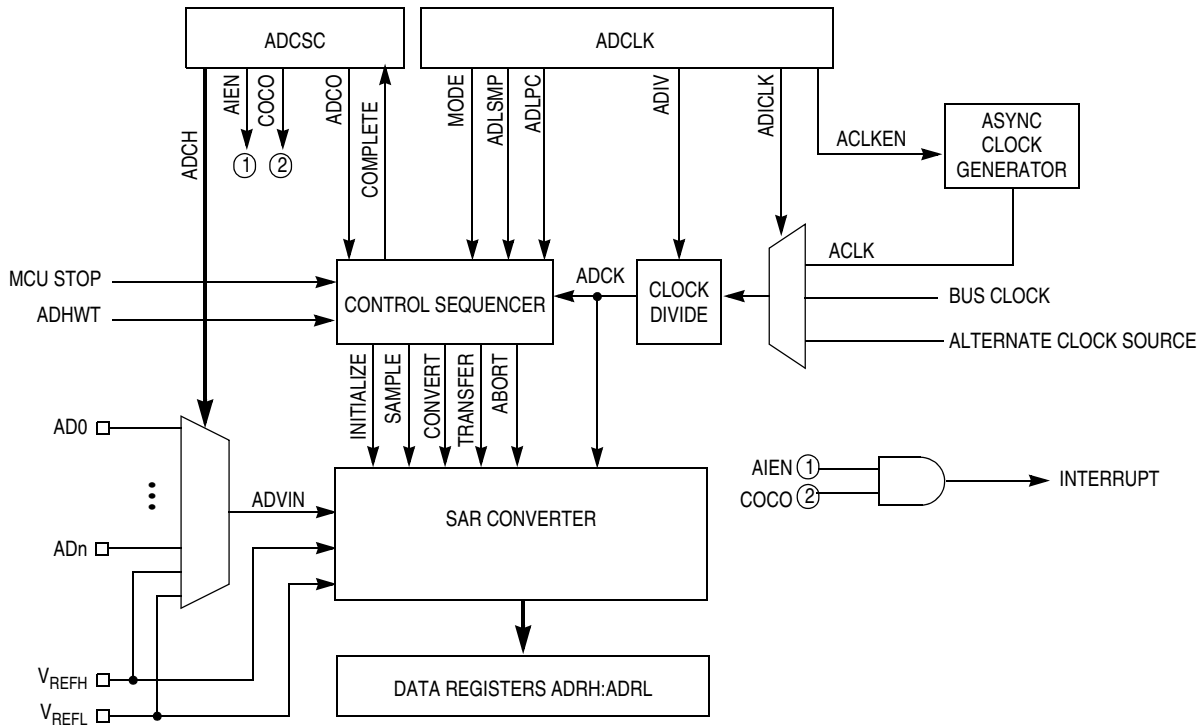 ADCSC
ADCLK
ADCH
AIEN
COCO
ADCO
COMPLETE
MODE
ADLSMP
ADLPC
ADIV
ADICLK
ACLKEN
ASYNC
CLOCK
GENERATOR
1
2
MCU STOP
ADHWT
CONTROL SEQUENCER
ADCK
CLOCK
DIVIDE
ACLK
BUS CLOCK
ALTERNATE CLOCK SOURCE
INITIALIZE
SAMPLE
CONVERT
TRANSFER
ABORT
AD0
•••
ADn
ADVIN
SAR CONVERTER
AIEN 1
COCO 2
INTERRUPT
VREFH
VREFL
DATA REGISTERS ADRH:ADRL